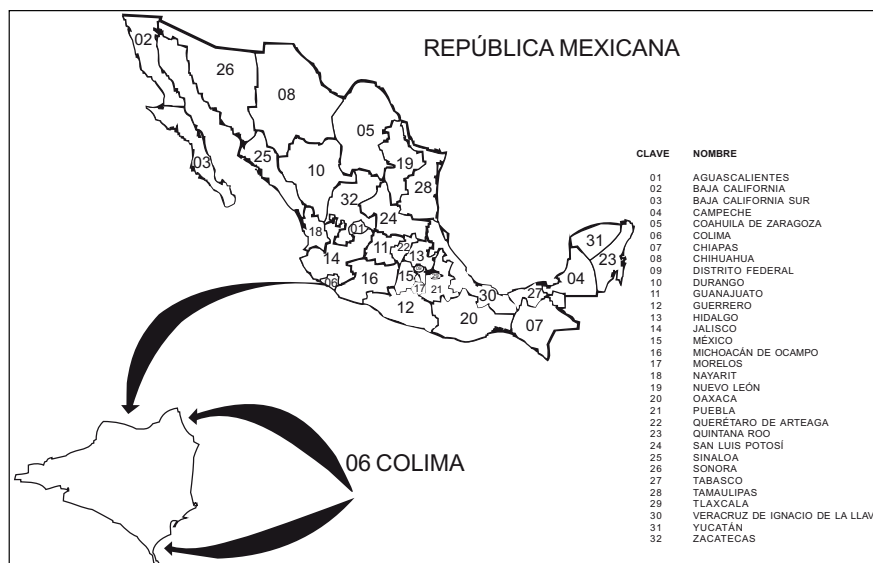 REPÚBLICA MEXICANA
02
26
08
05
03
25
10
19
28
32
24
18
01
14
11
22
13
06
16
15
17
21
12
30
20
27
07
04
31
23
06 COLIMA
CLAVE NOMBRE
01 AGUASCALIENTES
02 BAJA CALIFORNIA
03 BAJA CALIFORNIA SUR
04 CAMPECHE
05 COAHUILA DE ZARAGOZA
06 COLIMA
07 CHIAPAS
08 CHIHUAHUA
09 DISTRITO FEDERAL
10 DURANGO
11 GUANAJUATO
12 GUERRERO
13 HIDALGO
14 JALISCO
15 MÉXICO
16 MICHOACÁN DE OCAMPO
17 MORELOS
18 NAYARIT
19 NUEVO LEÓN
20 OAXACA
21 PUEBLA
22 QUERÉTARO DE ARTEAGA
23 QUINTANA ROO
24 SAN LUIS POTOSÍ
25 SINALOA
26 SONORA
27 TABASCO
28 TAMAULIPAS
29 TLAXCALA
30 VERACRUZ DE IGNACIO DE LA LLAV
31 YUCATÁN
32 ZACATECAS